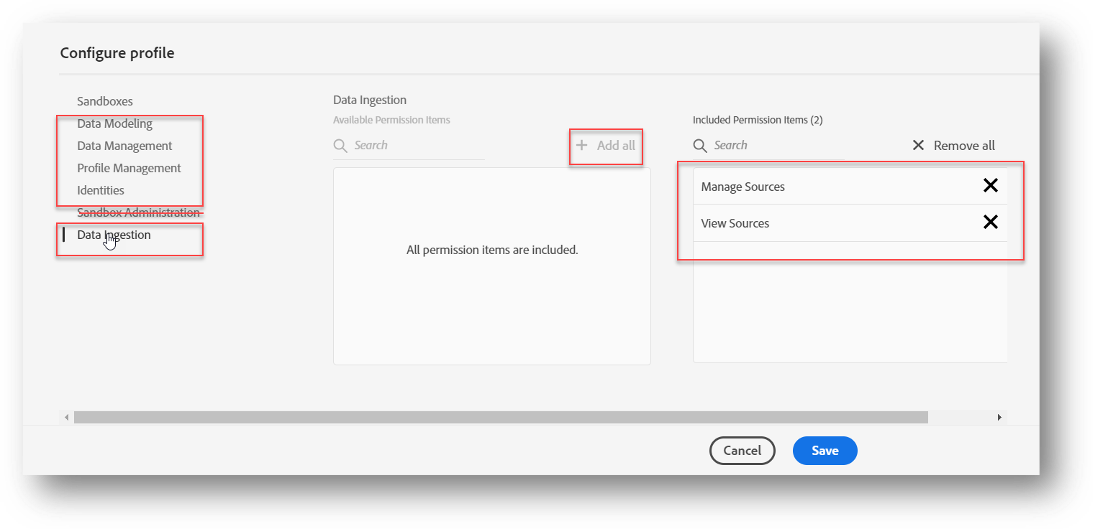 Configure profile
Sandboxes
Data Modeling
Data Management
Profile Management
Identities
Sandbox Administration
Data Ingestion
Data Ingestion
Available Permission Items
Search
+ Add all
All permission items are included.
Included Permission Items (2)
Search
Remove all
Manage Sources
View Sources
Cancel
Save